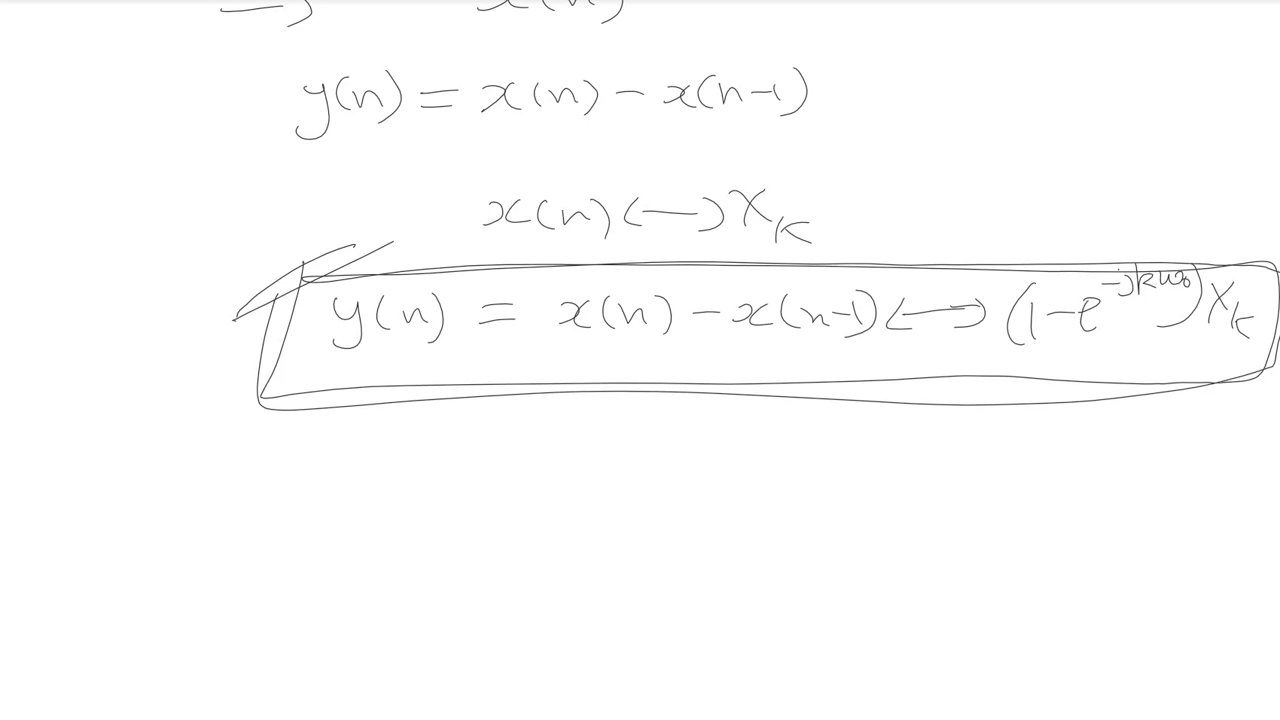 x(n)
y(n) = x(n) - x(n-1)
x(n) ⟷ X_k
y(n) = x(n) - x(n-1) ⟷ (1-e^{-jkω₀}) X_k